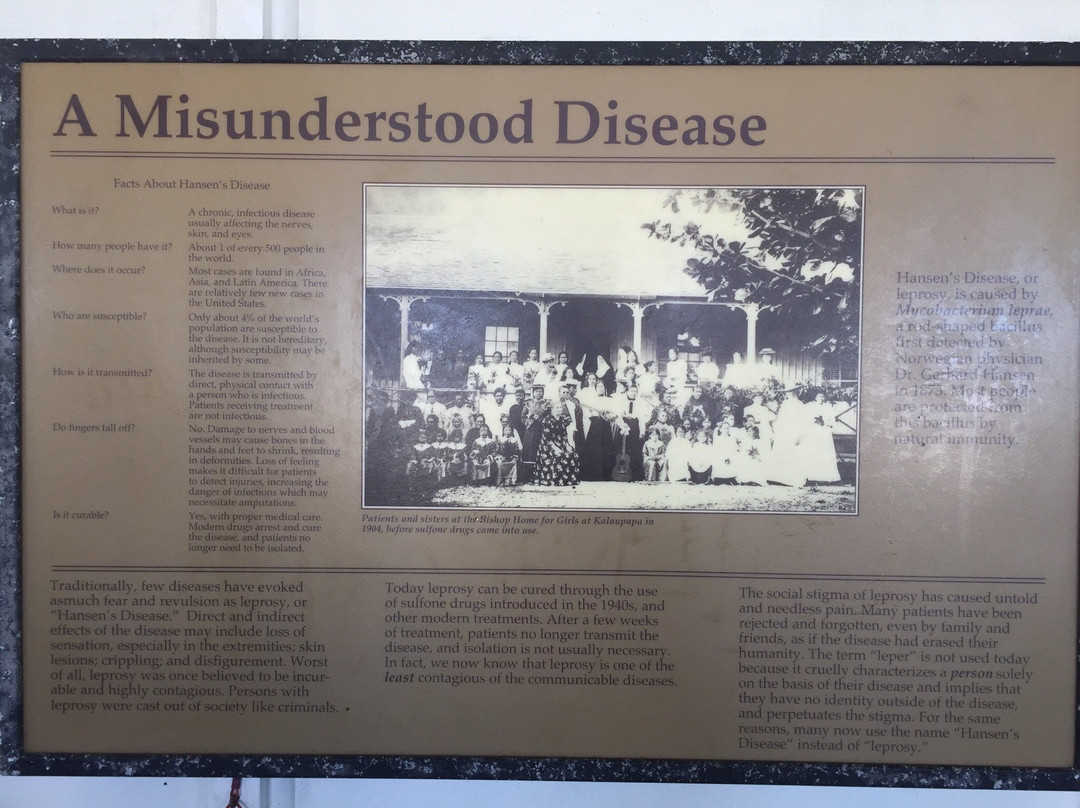 A Misunderstood Disease
Facts About Hansen's Disease
What is it?
A chronic, infectious disease
usually affecting the nerves,
skin, and eyes.
How many people have it?
About 1 of every 500 people in
the world.
Where does it occur?
Most cases are found in Africa,
Asia, and Latin America. There
are relatively few new cases in
the United States.
Who are susceptible?
Only about 4% of the world's
population are susceptible to
the disease. It is not hereditary,
although susceptibility may be
inherited by some.
How is it transmitted?
The disease is transmitted by
direct, physical contact with
a person who is infectious.
Patients receiving treatment
are not infectious.
Do fingers fall off?
No. Damage to nerves and blood
vessels may cause bones in the
hands and feet to shrink, resulting
in deformities. Loss of feeling
makes it difficult for patients
to detect injuries, increasing the
danger of infections which may
necessitate amputations.
Is it curable?
Yes, with proper medical care.
Modern drugs arrest and cure
the disease, and patients no
longer need to be isolated.
Patients and sisters at the Bishop Home for Girls at Kalaupapa in
1904, before sulfone drugs came into use.
Hansen's Disease, or
leprosy, is caused by
Mycobacterium leprae,
a rod-shaped bacillus
first detected by
Norwegian physician
Dr. Gerhard Hansen
in 1873. Most people
are protected from
this bacillus by
natural immunity.
Traditionally, few diseases have evoked
asmuch fear and revulsion as leprosy, or
"Hansen's Disease." Direct and indirect
effects of the disease may include loss of
sensation, especially in the extremities; skin
lesions; crippling; and disfigurement. Worst
of all, leprosy was once believed to be incur-
able and highly contagious. Persons with
leprosy were cast out of society like criminals.
Today leprosy can be cured through the use
of sulfone drugs introduced in the 1940s, and
other modern treatments. After a few weeks
of treatment, patients no longer transmit the
disease, and isolation is not usually necessary.
In fact, we now know that leprosy is one of the
least contagious of the communicable diseases.
The social stigma of leprosy has caused untold
and needless pain. Many patients have been
rejected and forgotten, even by family and
friends, as if the disease had erased their
humanity. The term "leper" is not used today
because it cruelly characterizes a person solely
on the basis of their disease and implies that
they have no identity outside of the disease,
and perpetuates the stigma. For the same
reasons, many now use the name "Hansen's
Disease" instead of "leprosy."